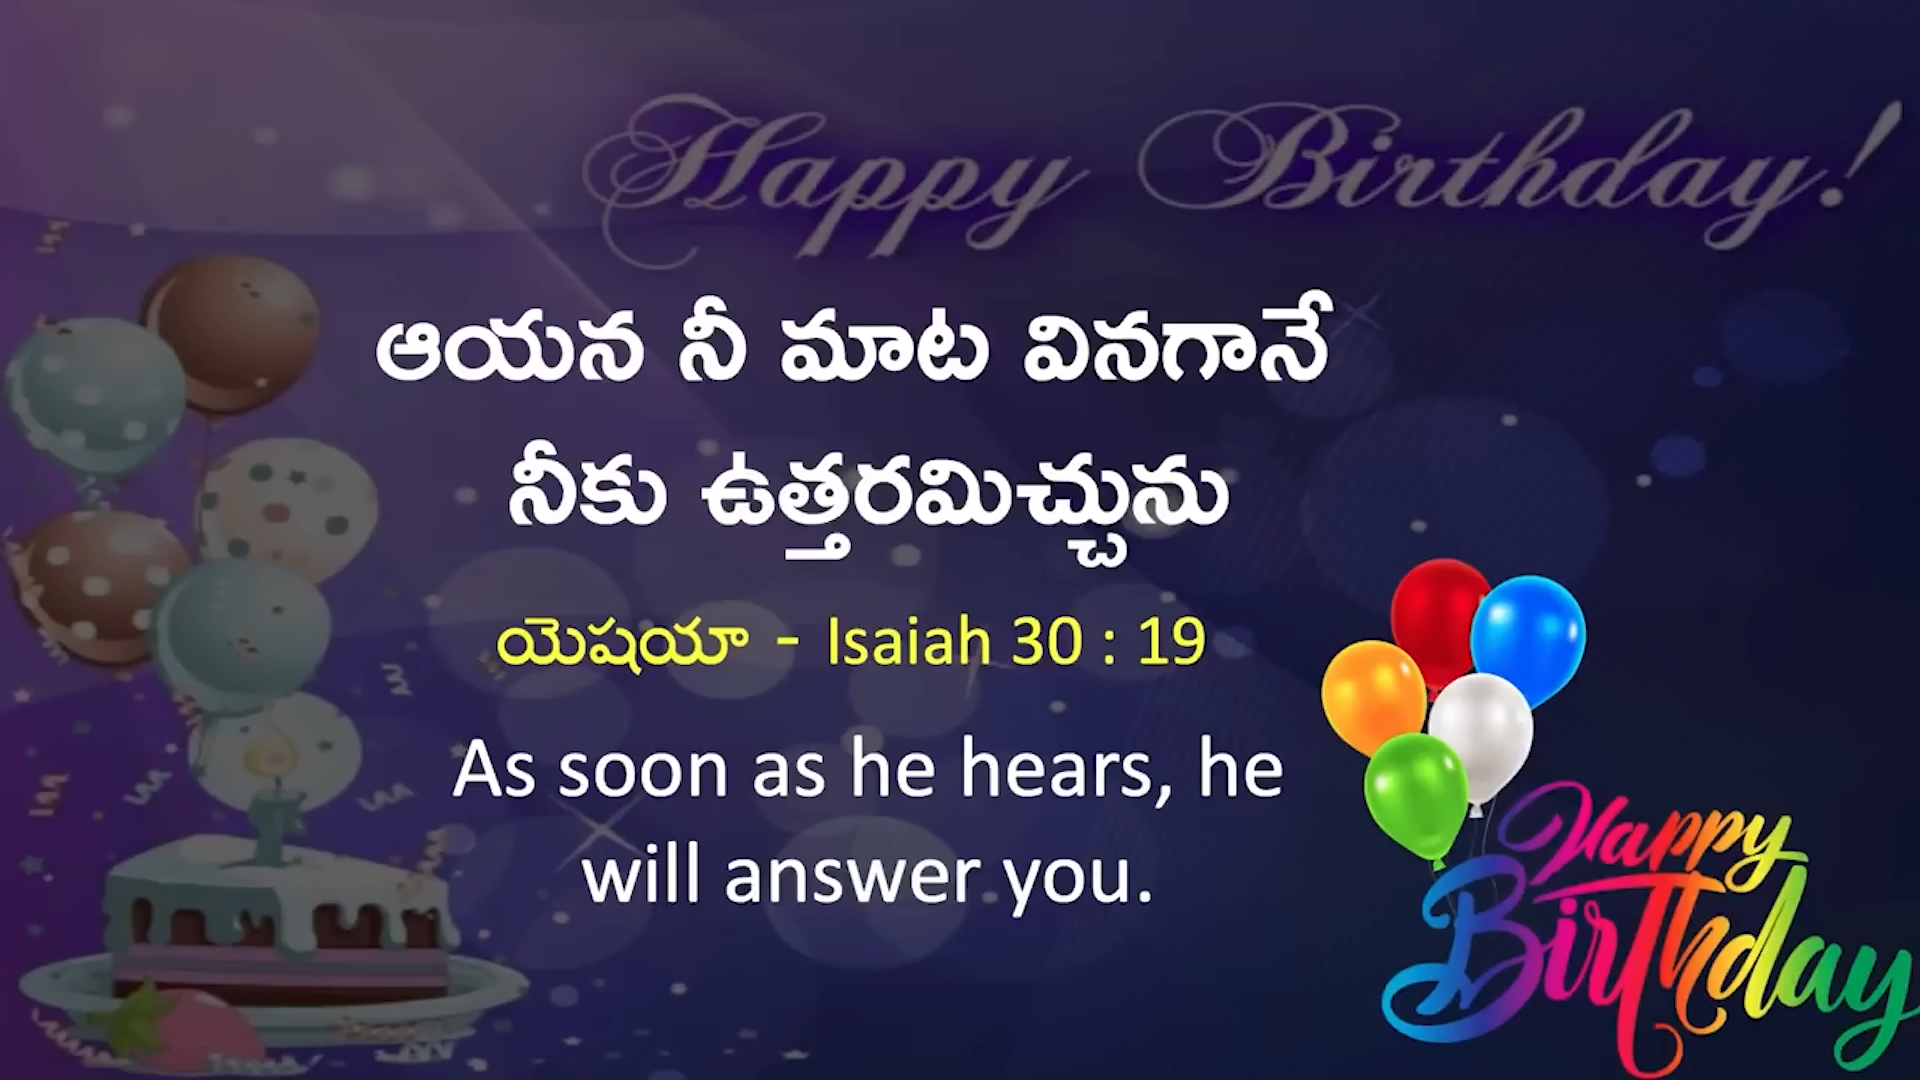 Happy Birthday!
ఆయన నీ మాట వినగానే
నీకు ఉత్తరమిచ్చును
యెషయా - Isaiah 30 : 19
As soon as he hears, he
will answer you.
Happy
Birthday